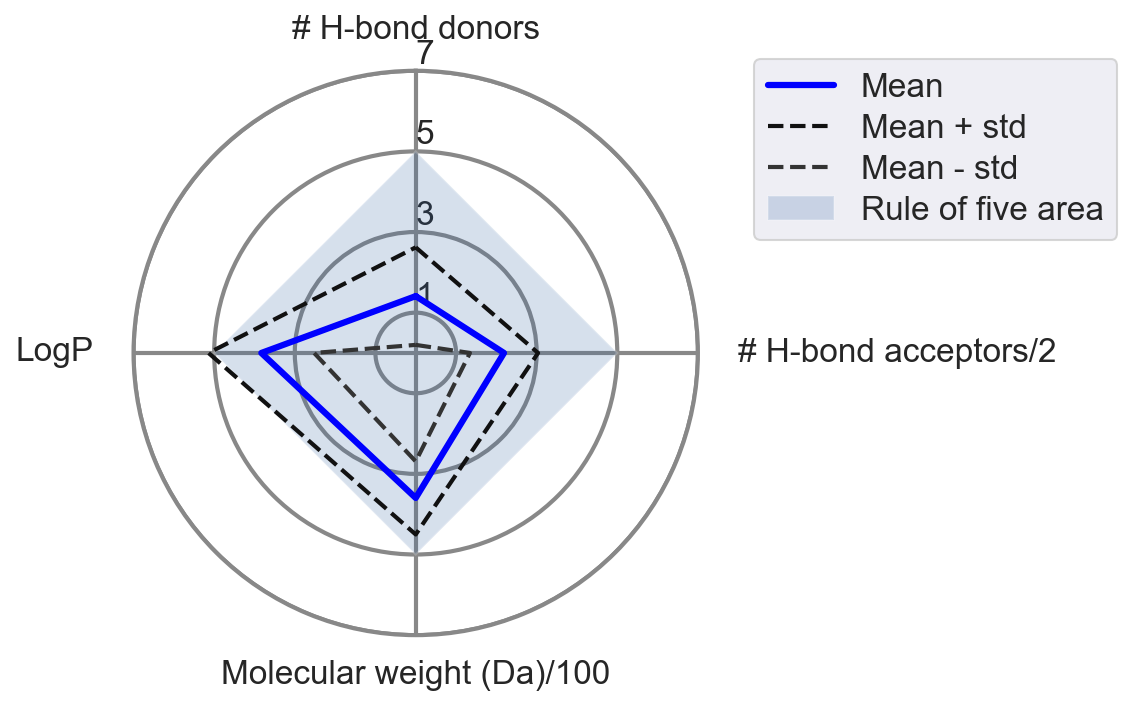 # H-bond donors
7
5
3
1
LogP
# H-bond acceptors/2
Molecular weight (Da)/100
Mean
Mean + std
Mean - std
Rule of five area